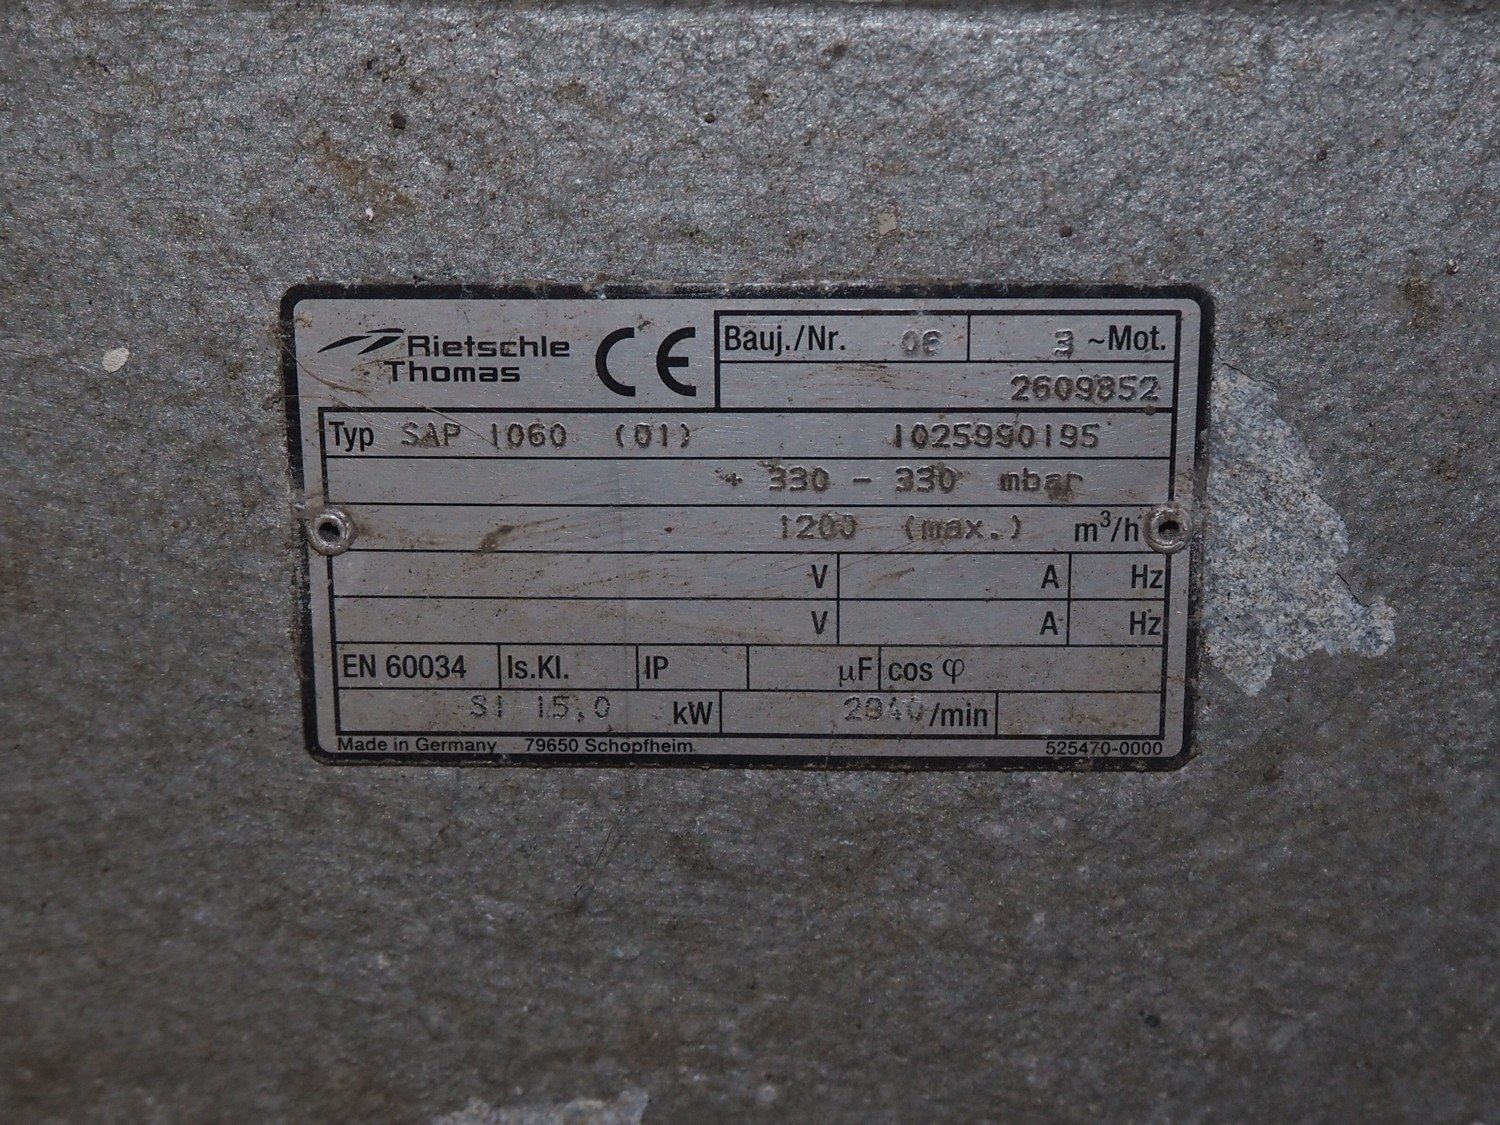 Rietschle
Thomas
CE
Bauj./Nr. 06 3 ~Mot.
2609852
Typ SAP 1060 (01) 1025990195
+ 330 - 330 mbar
1200 (max.) m³/h
V A Hz
V A Hz
EN 60034 Is.Kl. IP µF cos φ
S1 15,0 kW 2940 /min
Made in Germany 79650 Schopfheim 525470-0000